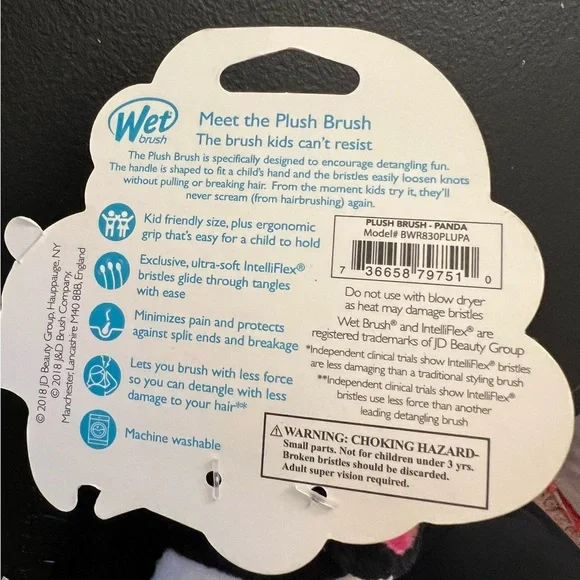 Wet
brush
Meet the Plush Brush
The brush kids can't resist
The Plush Brush is specifically designed to encourage detangling fun.
The handle is shaped to fit a child's hand and the bristles easily loosen knots
without pulling or breaking hair. From the moment kids try it, they'll
never scream (from hairbrushing) again.
Kid friendly size, plus ergonomic
grip that's easy for a child to hold
Exclusive, ultra-soft IntelliFlex®
bristles glide through tangles
with ease
Minimizes pain and protects
against split ends and breakage
Lets you brush with less force
so you can detangle with less
damage to your hair**
Machine washable
PLUSH BRUSH - PANDA
Model# BWR830PLUPA
7 36658 79751 0
Do not use with blow dryer
as heat may damage bristles
Wet Brush® and IntelliFlex® are
registered trademarks of JD Beauty Group
*Independent clinical trials show IntelliFlex® bristles
are less damaging than a traditional styling brush
**Independent clinical trials show IntelliFlex®
bristles use less force than another
leading detangling brush
⚠WARNING: CHOKING HAZARD-
Small parts. Not for children under 3 yrs.
Broken bristles should be discarded.
Adult super vision required.
© 2018 JD Beauty Group, Hauppauge, NY
© 2018 J&D Brush Company,
Manchester, Lancashire M40 8BB, England